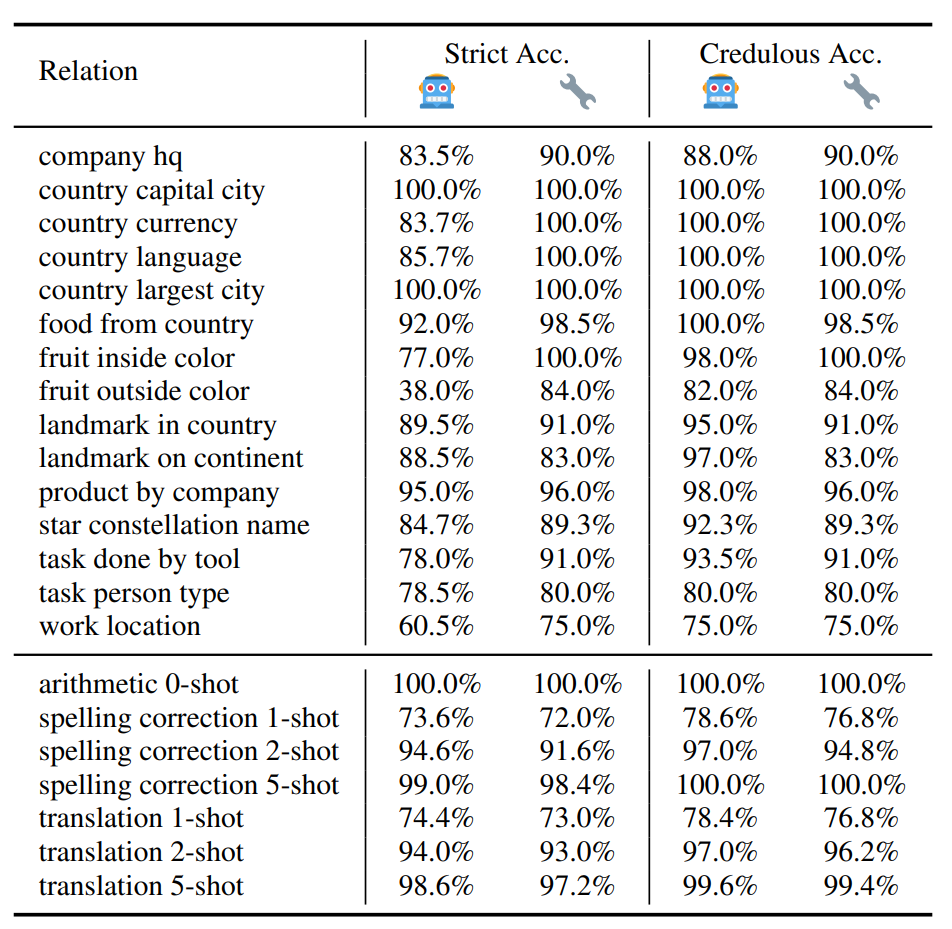 Relation Strict Acc. Credulous Acc.
🤖 🔧 🤖 🔧
company hq 83.5% 90.0% 88.0% 90.0%
country capital city 100.0% 100.0% 100.0% 100.0%
country currency 83.7% 100.0% 100.0% 100.0%
country language 85.7% 100.0% 100.0% 100.0%
country largest city 100.0% 100.0% 100.0% 100.0%
food from country 92.0% 98.5% 100.0% 98.5%
fruit inside color 77.0% 100.0% 98.0% 100.0%
fruit outside color 38.0% 84.0% 82.0% 84.0%
landmark in country 89.5% 91.0% 95.0% 91.0%
landmark on continent 88.5% 83.0% 97.0% 83.0%
product by company 95.0% 96.0% 98.0% 96.0%
star constellation name 84.7% 89.3% 92.3% 89.3%
task done by tool 78.0% 91.0% 93.5% 91.0%
task person type 78.5% 80.0% 80.0% 80.0%
work location 60.5% 75.0% 75.0% 75.0%
arithmetic 0-shot 100.0% 100.0% 100.0% 100.0%
spelling correction 1-shot 73.6% 72.0% 78.6% 76.8%
spelling correction 2-shot 94.6% 91.6% 97.0% 94.8%
spelling correction 5-shot 99.0% 98.4% 100.0% 100.0%
translation 1-shot 74.4% 73.0% 78.4% 76.8%
translation 2-shot 94.0% 93.0% 97.0% 96.2%
translation 5-shot 98.6% 97.2% 99.6% 99.4%